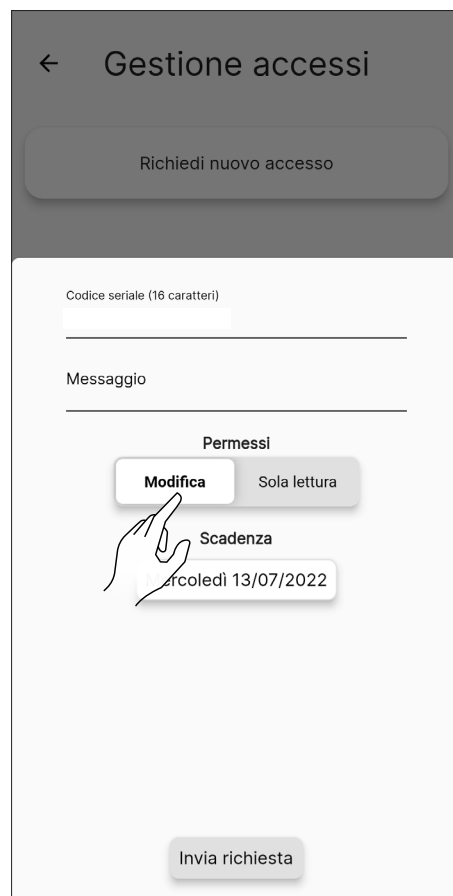 Gestione accessi
Richiedi nuovo accesso
Codice seriale (16 caratteri)
Messaggio
Permessi
Modifica Sola lettura
Scadenza
Mercoledì 13/07/2022
Invia richiesta